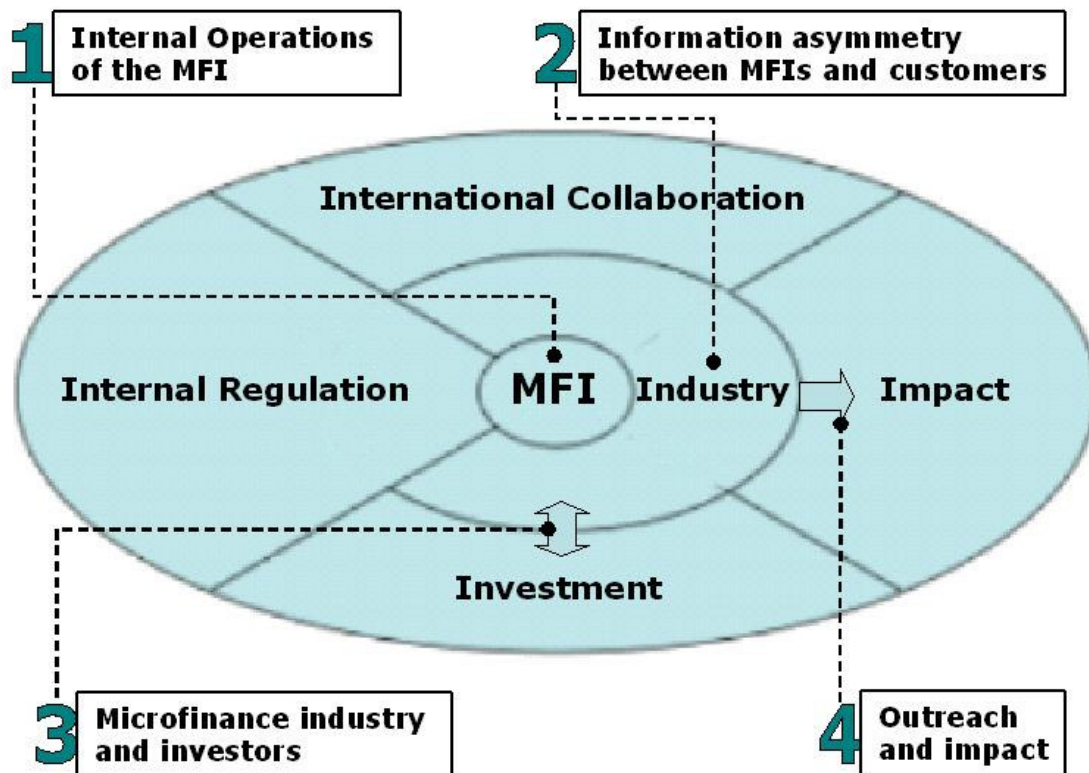 1 Internal Operations
of the MFI
2 Information asymmetry
between MFIs and customers
International Collaboration
Internal Regulation
MFI
Industry
Impact
Investment
3 Microfinance industry
and investors
4 Outreach
and impact